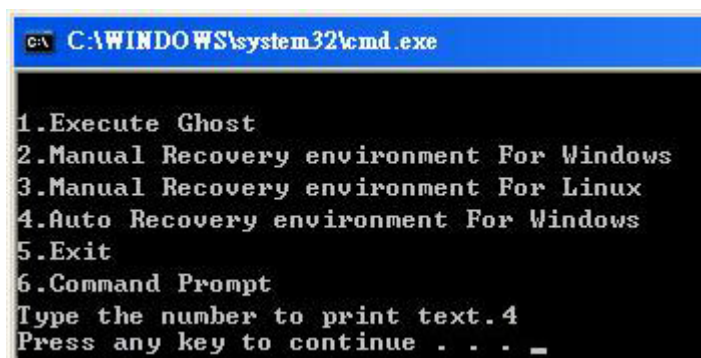 C:\WINDOWS\system32\cmd.exe
1.Execute Ghost
2.Manual Recovery environment For Windows
3.Manual Recovery environment For Linux
4.Auto Recovery environment For Windows
5.Exit
6.Command Prompt
Type the number to print text.4
Press any key to continue . . . _